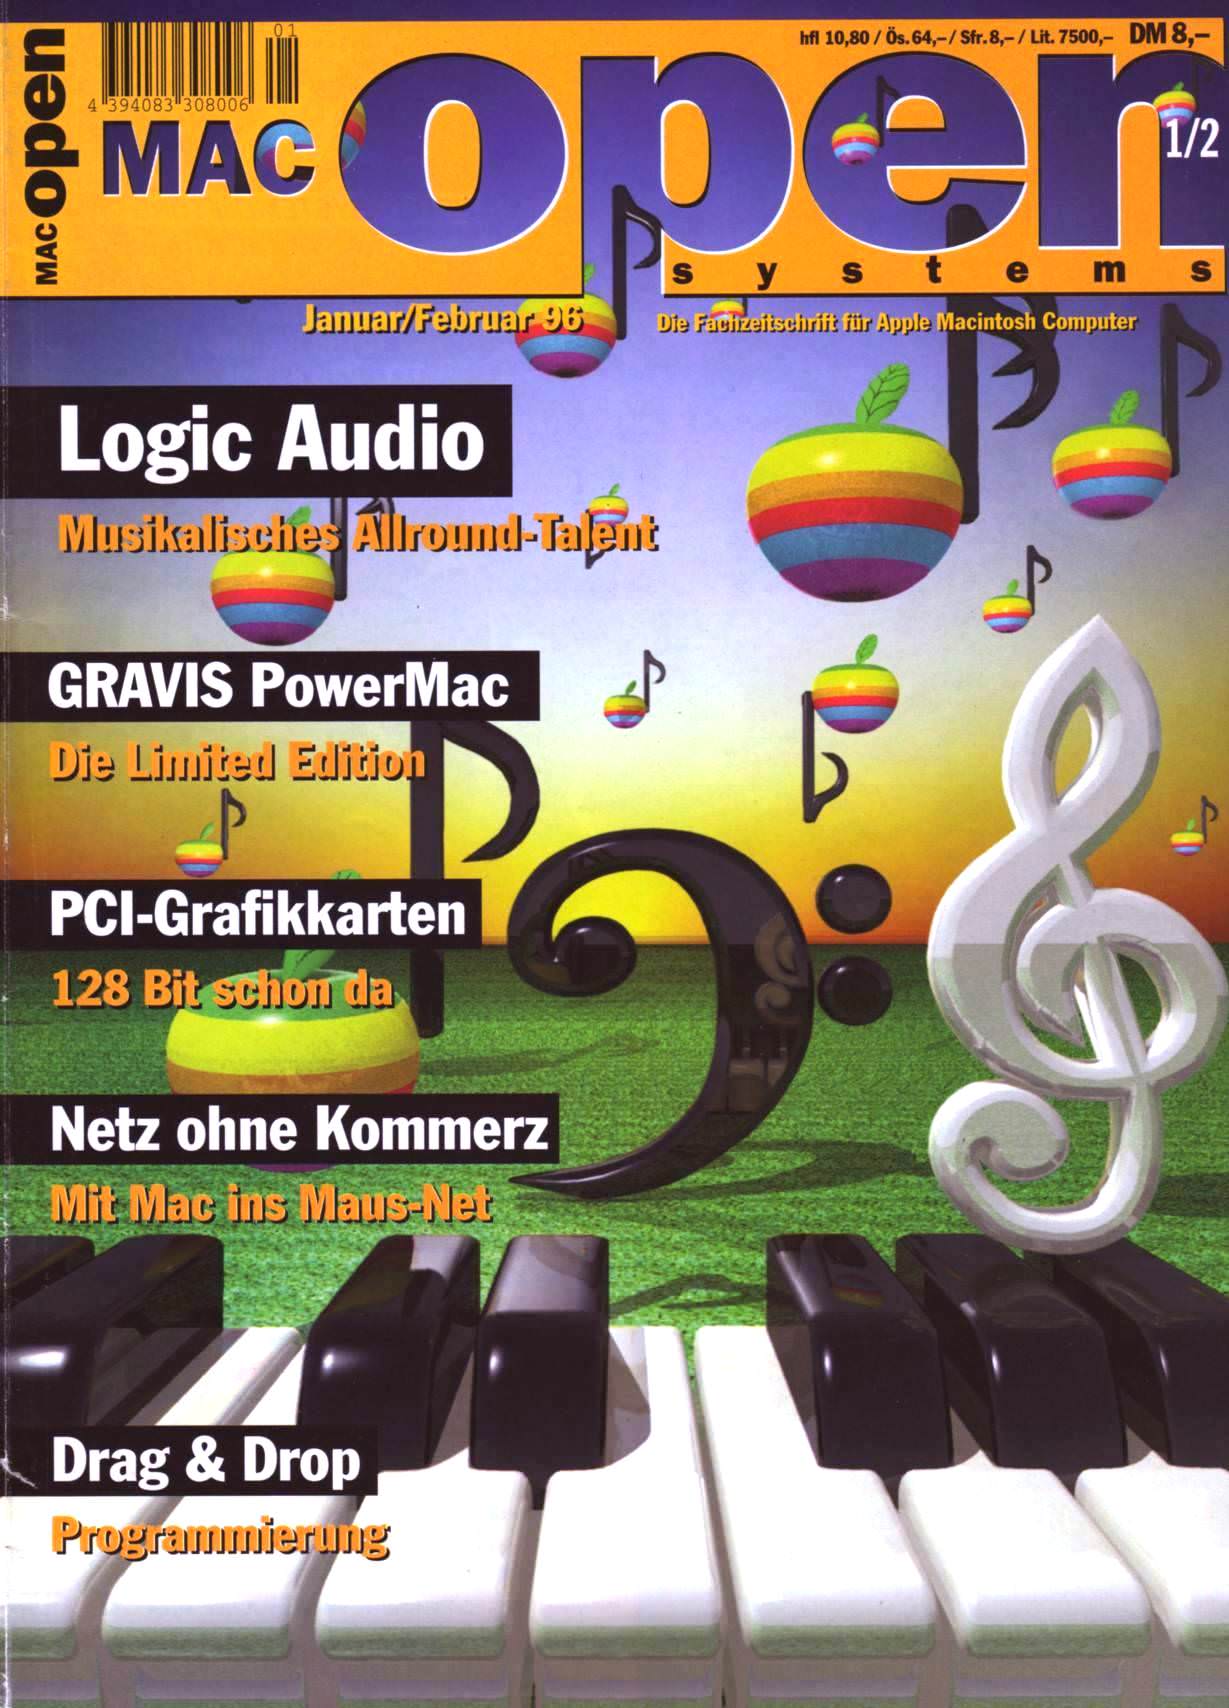 MAC open
01
4 394083 308006
hfl 10,80 / Ös. 64,– / Sfr. 8,– / Lit. 7500,– DM 8,–
MAC open
1/2
systems
Januar/Februar 96
Die Fachzeitschrift für Apple Macintosh Computer
Logic Audio
Musikalisches Allround-Talent
GRAVIS PowerMac
Die Limited Edition
PCI-Grafikkarten
128 Bit schon da
Netz ohne Kommerz
Mit Mac ins Maus-Net
Drag & Drop
Programmierung